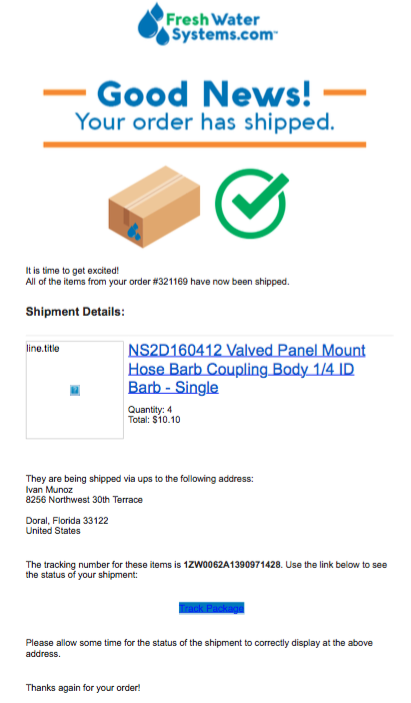 Fresh Water
Systems.com™
Good News!
Your order has shipped.
It is time to get excited!
All of the items from your order #321169 have now been shipped.
Shipment Details:
line.title
NS2D160412 Valved Panel Mount
Hose Barb Coupling Body 1/4 ID
Barb - Single
Quantity: 4
Total: $10.10
They are being shipped via ups to the following address:
Ivan Munoz
8256 Northwest 30th Terrace
Doral, Florida 33122
United States
The tracking number for these items is 1ZW0062A1390971428. Use the link below to see
the status of your shipment:
Track Package
Please allow some time for the status of the shipment to correctly display at the above
address.
Thanks again for your order!